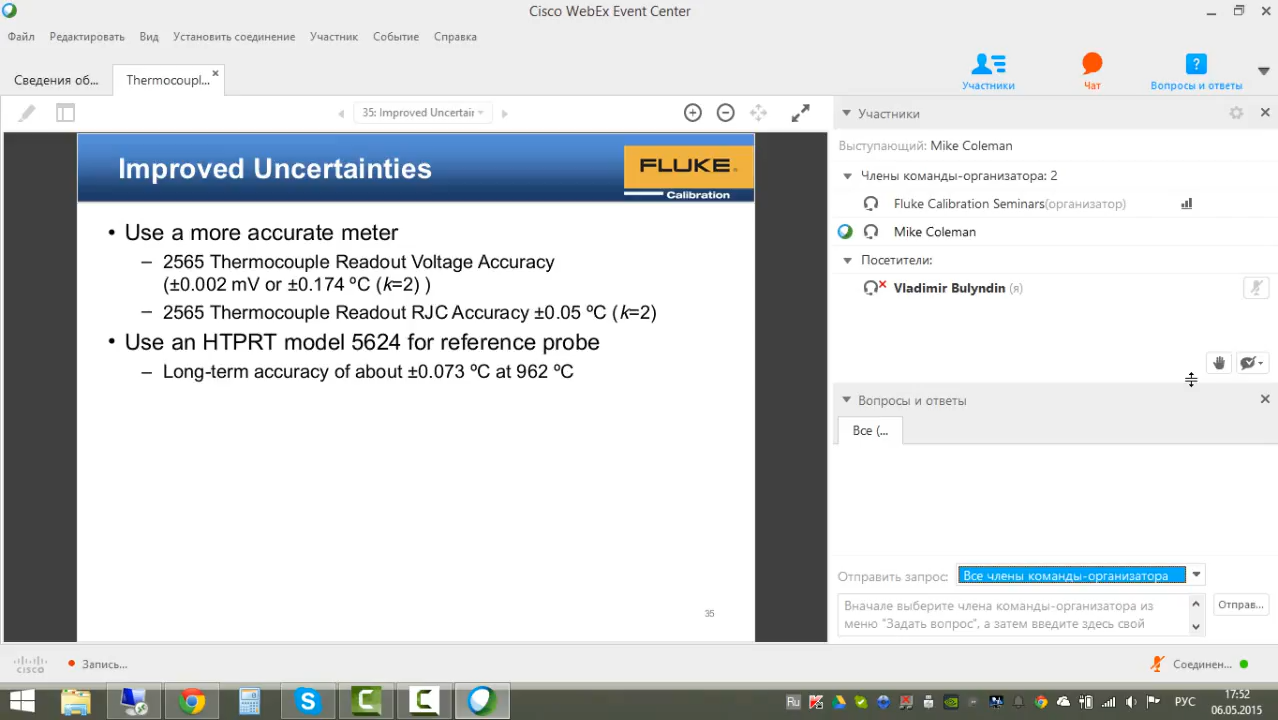 Cisco WebEx Event Center
Файл Редактировать Вид Установить соединение Участник Событие Справка
Сведения об... Thermocoupl...
Участники Чат Вопросы и ответы
35: Improved Uncertair
Участники
Выступающий: Mike Coleman
Члены команды-организатора: 2
Fluke Calibration Seminars(организатор)
Mike Coleman
Посетители:
Vladimir Bulyndin (я)
Improved Uncertainties
FLUKE®
Calibration
• Use a more accurate meter
– 2565 Thermocouple Readout Voltage Accuracy
(±0.002 mV or ±0.174 ºC (k=2) )
– 2565 Thermocouple Readout RJC Accuracy ±0.05 ºC (k=2)
• Use an HTPRT model 5624 for reference probe
– Long-term accuracy of about ±0.073 ºC at 962 ºC
35
Вопросы и ответы
Все (...
Отправить запрос: Все члены команды-организатора
Вначале выберите члена команды-организатора из
меню "Задать вопрос", а затем введите здесь свой
Отправ...
cisco Запись... Соединен...
Ru РУС
17:52
06.05.2015